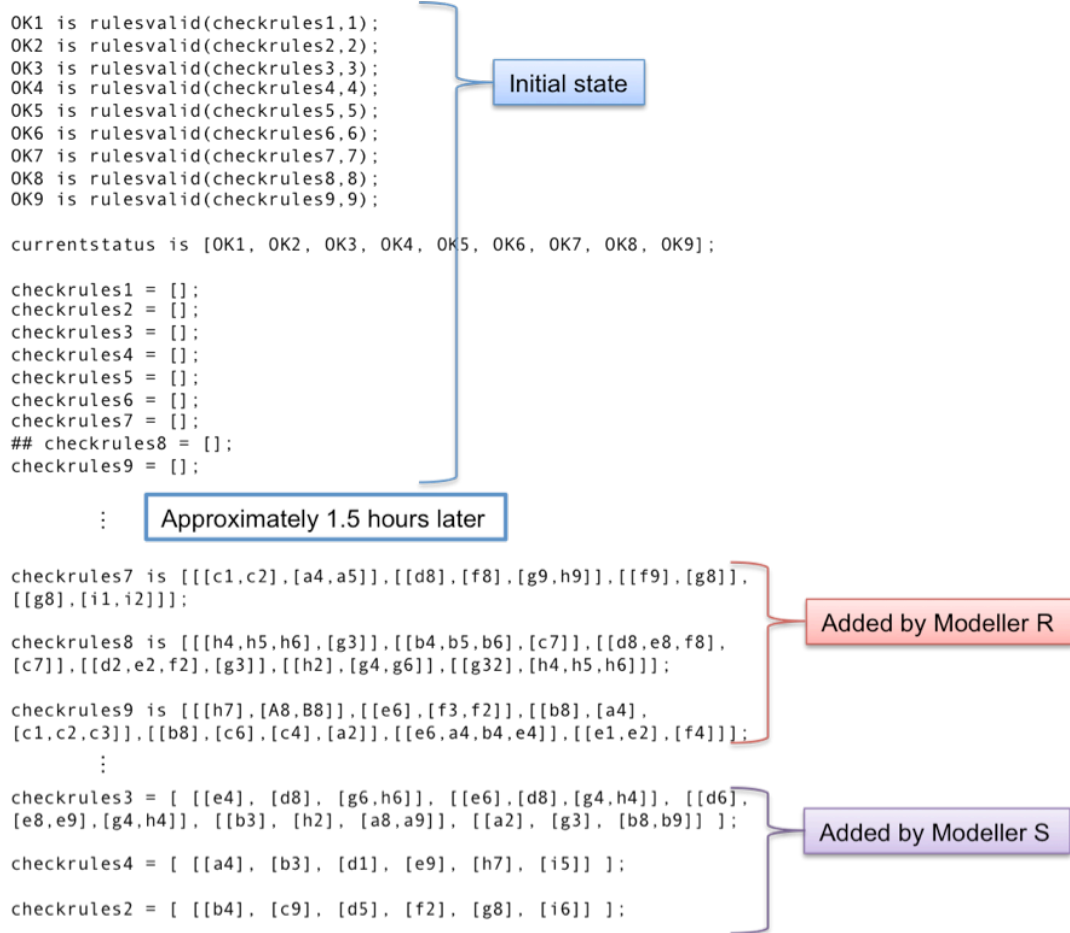 OK1 is rulesvalid(checkrules1,1);
OK2 is rulesvalid(checkrules2,2);
OK3 is rulesvalid(checkrules3,3);
OK4 is rulesvalid(checkrules4,4);
OK5 is rulesvalid(checkrules5,5);
OK6 is rulesvalid(checkrules6,6);
OK7 is rulesvalid(checkrules7,7);
OK8 is rulesvalid(checkrules8,8);
OK9 is rulesvalid(checkrules9,9);
Initial state
currentstatus is [OK1, OK2, OK3, OK4, OK5, OK6, OK7, OK8, OK9];
checkrules1 = [];
checkrules2 = [];
checkrules3 = [];
checkrules4 = [];
checkrules5 = [];
checkrules6 = [];
checkrules7 = [];
## checkrules8 = [];
checkrules9 = [];
⋮
Approximately 1.5 hours later
checkrules7 is [[[c1,c2],[a4,a5]],[[d8],[f8],[g9,h9]],[[f9],[g8]],
[[g8],[i1,i2]]];
checkrules8 is [[[h4,h5,h6],[g3]],[[b4,b5,b6],[c7]],[[d8,e8,f8],
[c7]],[[d2,e2,f2],[g3]],[[h2],[g4,g6]],[[g32],[h4,h5,h6]]];
checkrules9 is [[[h7],[A8,B8]],[[e6],[f3,f2]],[[b8],[a4],
[c1,c2,c3]],[[b8],[c6],[c4],[a2]],[[e6,a4,b4,e4]],[[e1,e2],[f4]]];
Added by Modeller R
⋮
checkrules3 = [ [[e4], [d8], [g6,h6]], [[e6],[d8],[g4,h4]], [[d6],
[e8,e9],[g4,h4]], [[b3], [h2], [a8,a9]], [[a2], [g3], [b8,b9]] ];
checkrules4 = [ [[a4], [b3], [d1], [e9], [h7], [i5]] ];
checkrules2 = [ [[b4], [c9], [d5], [f2], [g8], [i6]] ];
Added by Modeller S